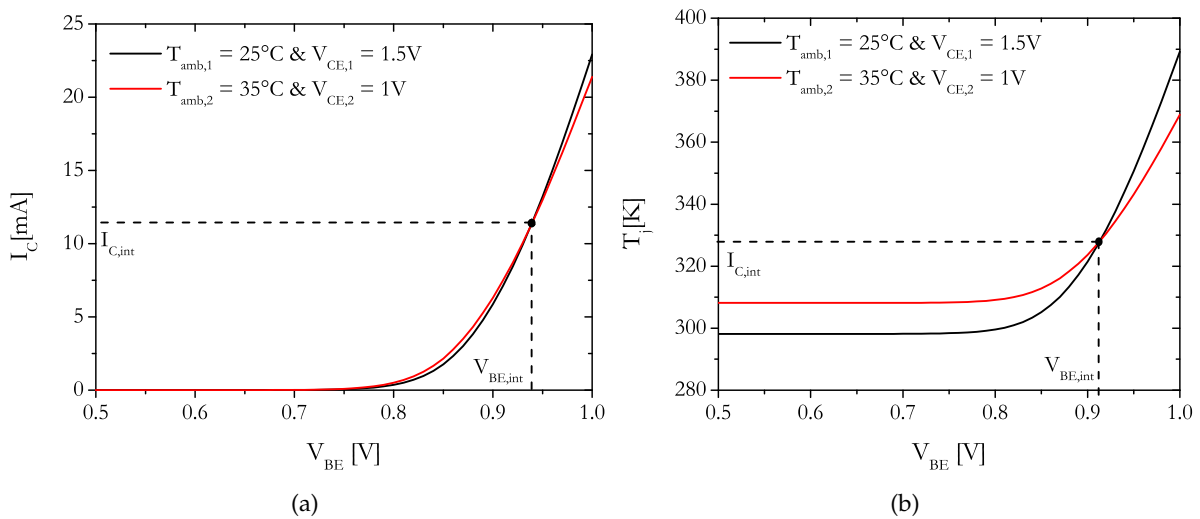 25
20
15
10
5
0
I_C[mA]
T_amb,1 = 25°C & V_CE,1 = 1.5V
T_amb,2 = 35°C & V_CE,2 = 1V
I_C,int
V_BE,int
0.5 0.6 0.7 0.8 0.9 1.0
V_BE [V]
(a)
400
380
360
340
320
300
280
T_j[K]
T_amb,1 = 25°C & V_CE,1 = 1.5V
T_amb,2 = 35°C & V_CE,2 = 1V
I_C,int
V_BE,int
0.5 0.6 0.7 0.8 0.9 1.0
V_BE [V]
(b)